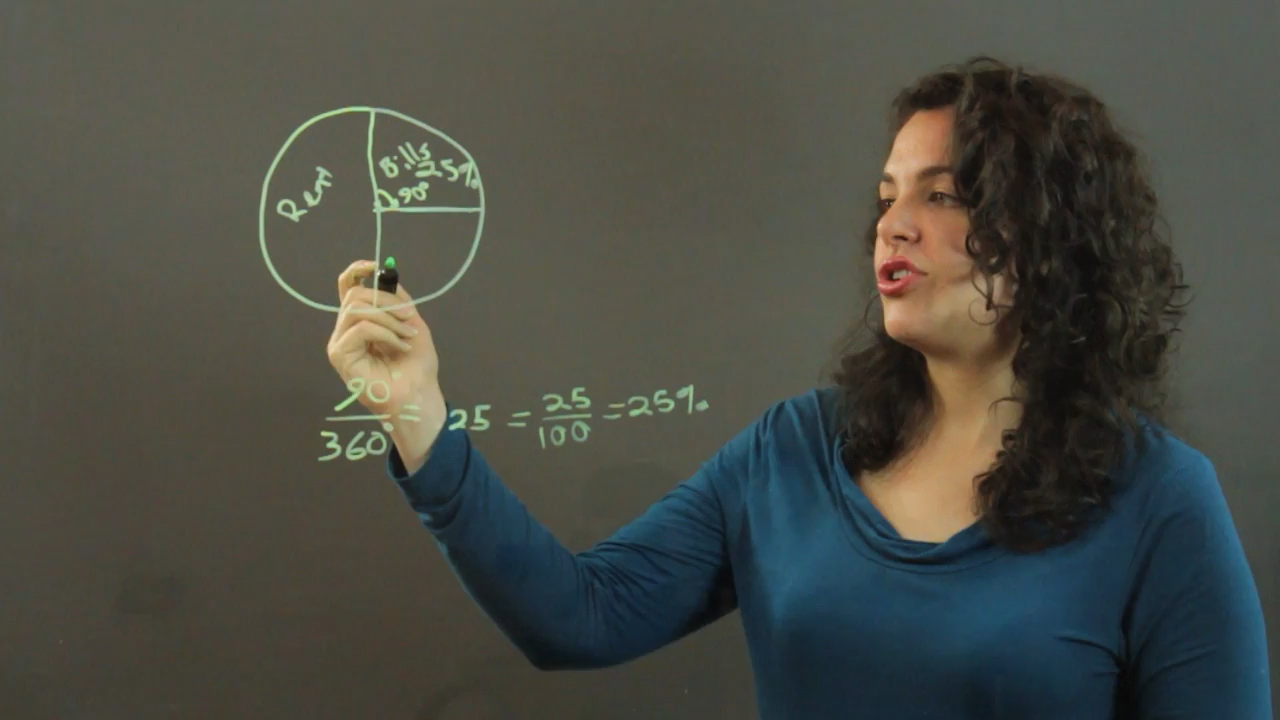 Rent
Bills
25%
90°
90°
360° = 25 = 25/100 = 25%